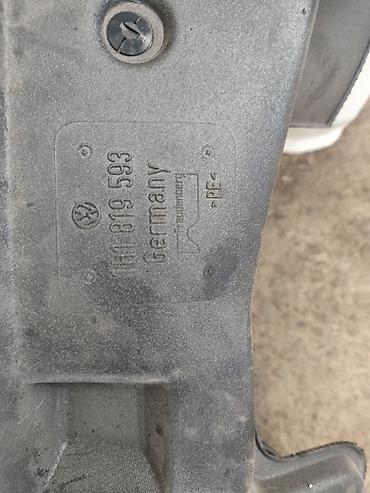 1H1 819 593
Germany
Freudenberg
>PE<